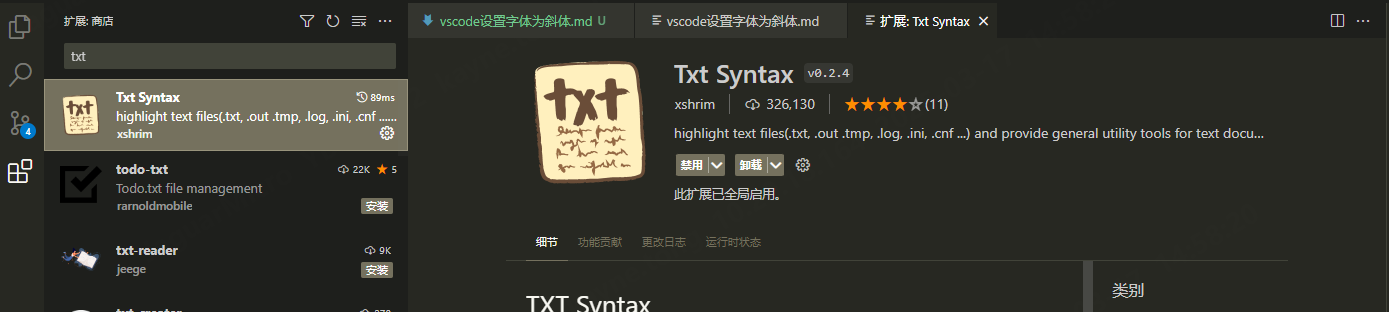 扩展: 商店
txt
Txt Syntax 89ms
highlight text files(.txt, .out .tmp, .log, .ini, .cnf ......
xshrim
4
todo-txt 22K 5
Todo.txt file management
rarnoldmobile 安装
txt-reader 9K
jeege 安装
vscode设置字体为斜体.md U
vscode设置字体为斜体.md
扩展: Txt Syntax
txt
Txt Syntax v0.2.4
xshrim 326,130 (11)
highlight text files(.txt, .out .tmp, .log, .ini, .cnf ...) and provide general utility tools for text docu...
禁用 卸载
此扩展已全局启用。
细节 功能贡献 更改日志 运行时状态
TXT Syntax
类别